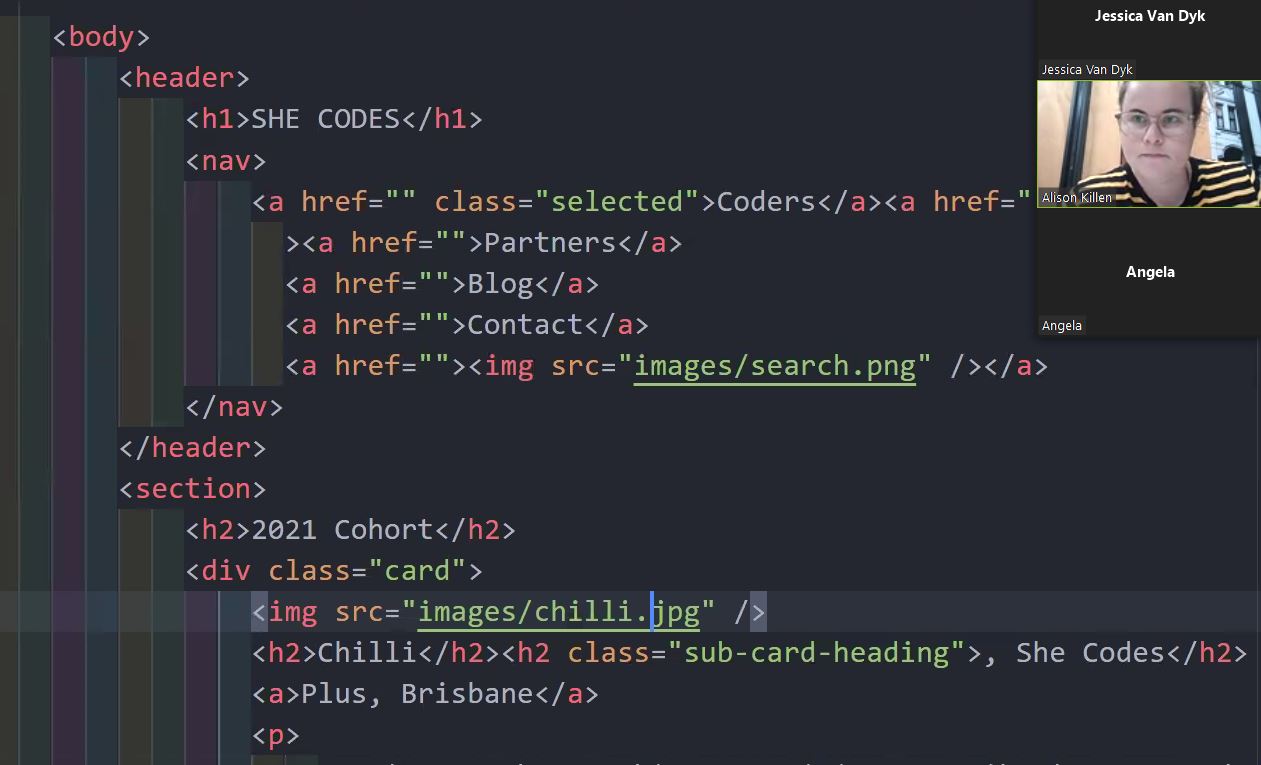 <body>
<header>
<h1>SHE CODES</h1>
<nav>
<a href="" class="selected">Coders</a><a href="
><a href="">Partners</a>
<a href="">Blog</a>
<a href="">Contact</a>
<a href=""><img src="images/search.png" /></a>
</nav>
</header>
<section>
<h2>2021 Cohort</h2>
<div class="card">
<img src="images/chilli.jpg" />
<h2>Chilli</h2><h2 class="sub-card-heading">, She Codes</h2>
<a>Plus, Brisbane</a>
<p>
Jessica Van Dyk
Jessica Van Dyk
Alison Killen
Angela
Angela